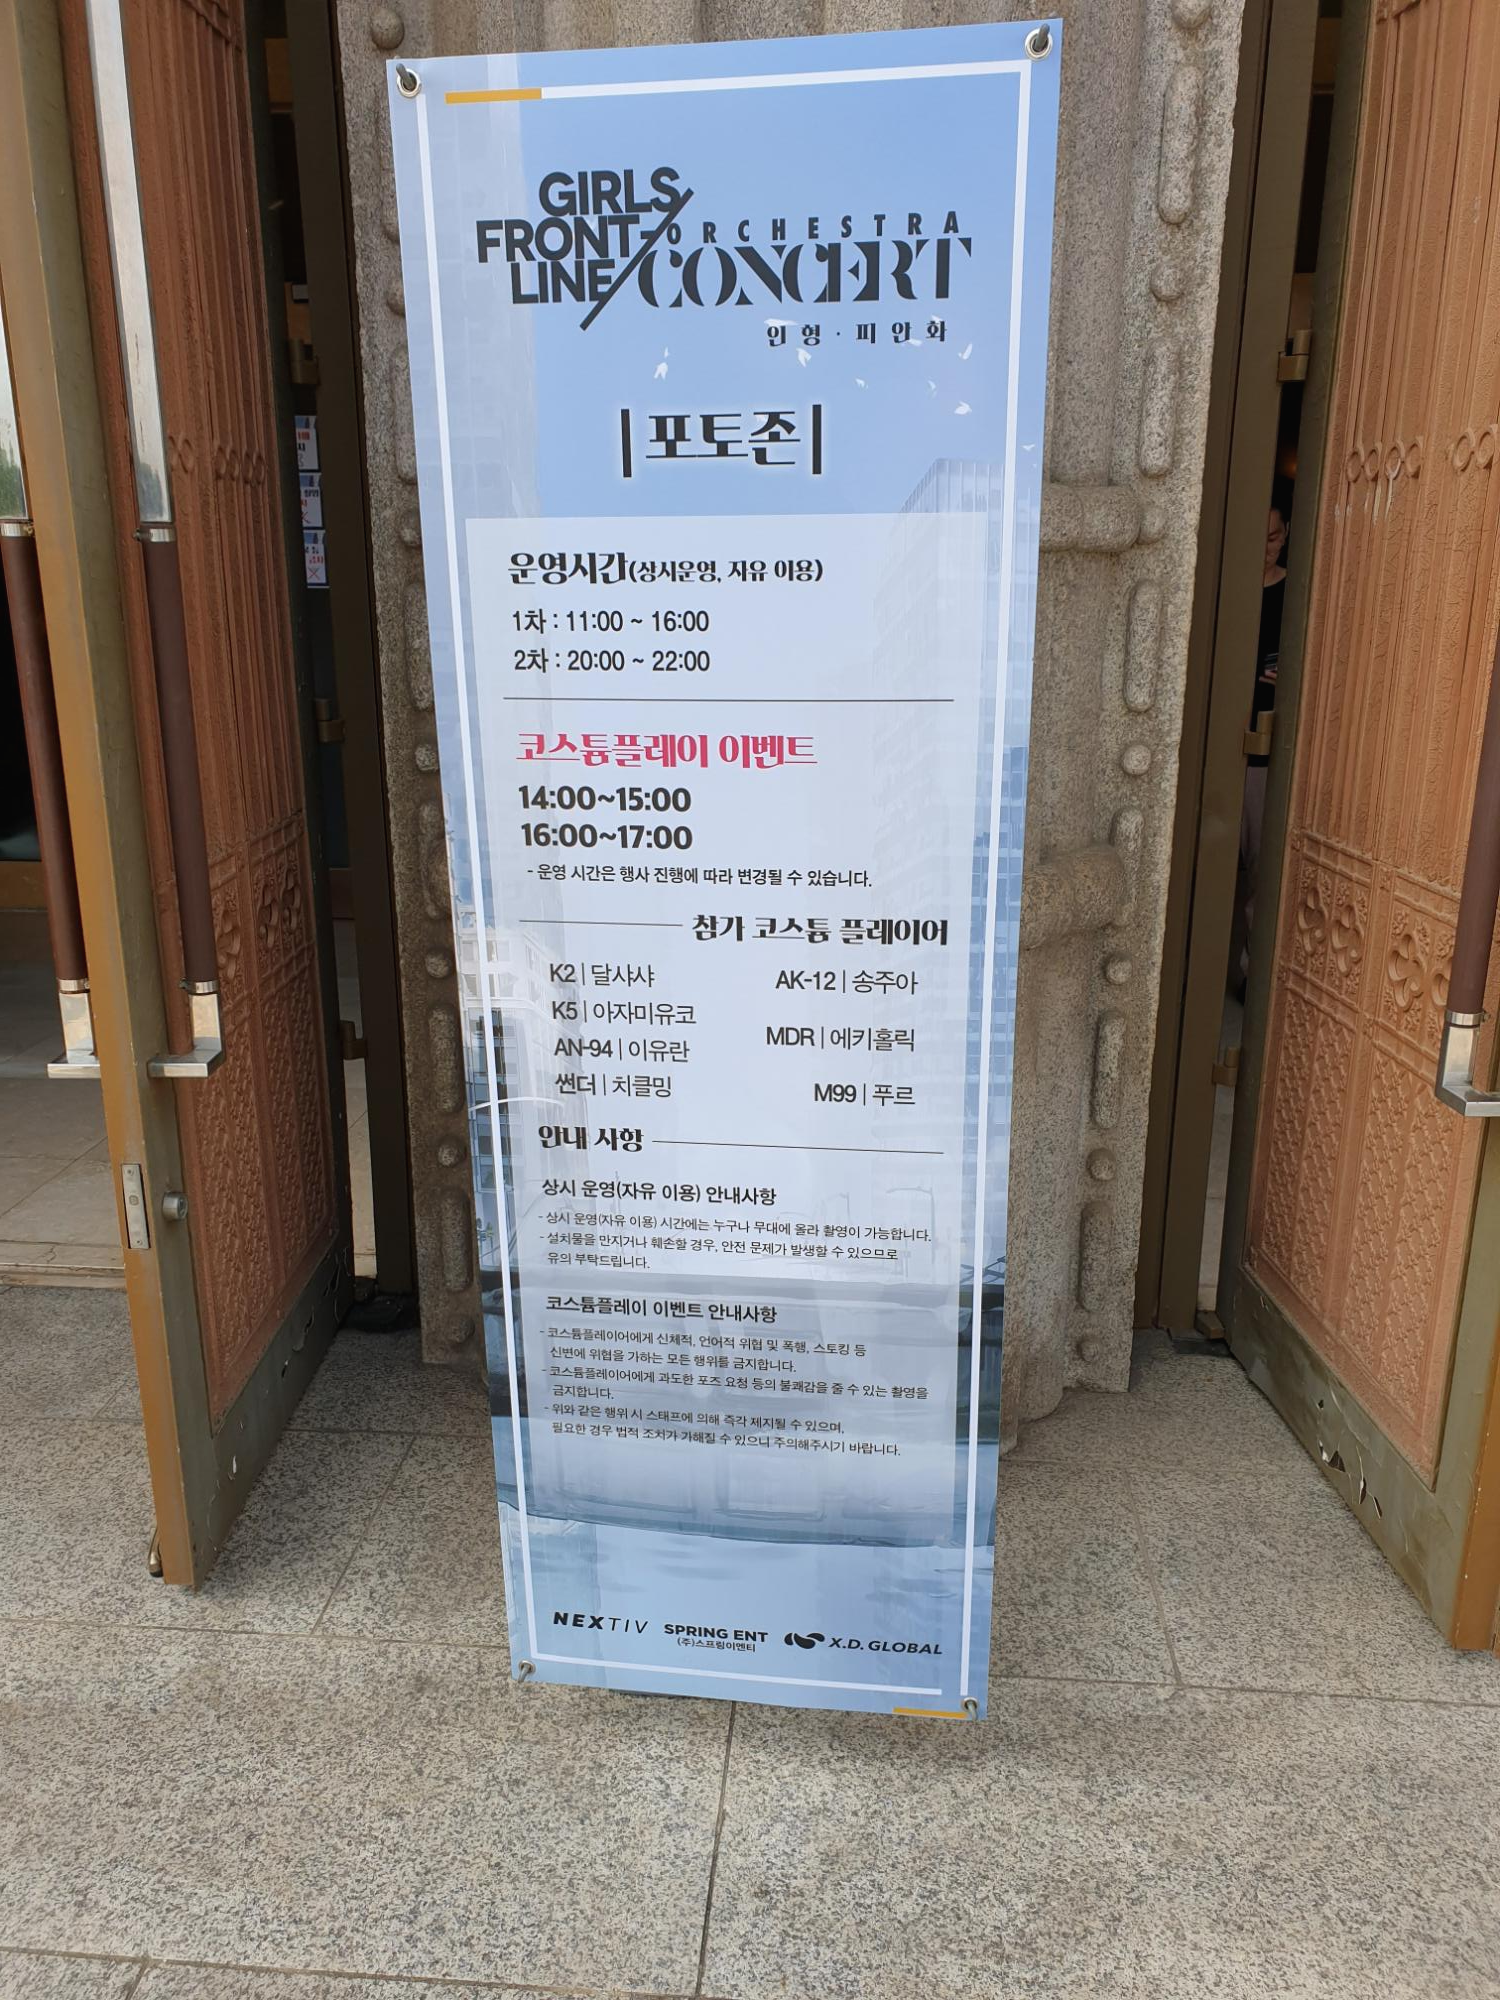 GIRLS
FRONT-
LINE
ORCHESTRA
CONCERT
인형·피안화
|포토존|
운영시간(상시운영, 자유 이용)
1차 : 11:00 ~ 16:00
2차 : 20:00 ~ 22:00
코스튬플레이 이벤트
14:00~15:00
16:00~17:00
- 운영 시간은 행사 진행에 따라 변경될 수 있습니다.
참가 코스튬 플레이어
K2 | 달샤샤
K5 | 아자미유코
AN-94 | 이유란
썬더 | 치클밍
AK-12 | 송주아
MDR | 에키홀릭
M99 | 푸르
안내 사항
상시 운영(자유 이용) 안내사항
- 상시 운영(자유 이용) 시간에는 누구나 무대에 올라 촬영이 가능합니다.
- 설치물을 만지거나 훼손할 경우, 안전 문제가 발생할 수 있으므로
유의 부탁드립니다.
코스튬플레이 이벤트 안내사항
- 코스튬플레이어에게 신체적, 언어적 위협 및 폭행, 스토킹 등
신변에 위협을 가하는 모든 행위를 금지합니다.
- 코스튬플레이어에게 과도한 포즈 요청 등의 불쾌감을 줄 수 있는 촬영을
금지합니다.
- 위와 같은 행위 시 스태프에 의해 즉각 제지될 수 있으며,
필요한 경우 법적 조치가 가해질 수 있으니 주의해주시기 바랍니다.
NEXTIV
SPRING ENT
(주)스프링이엔티
X.D. GLOBAL